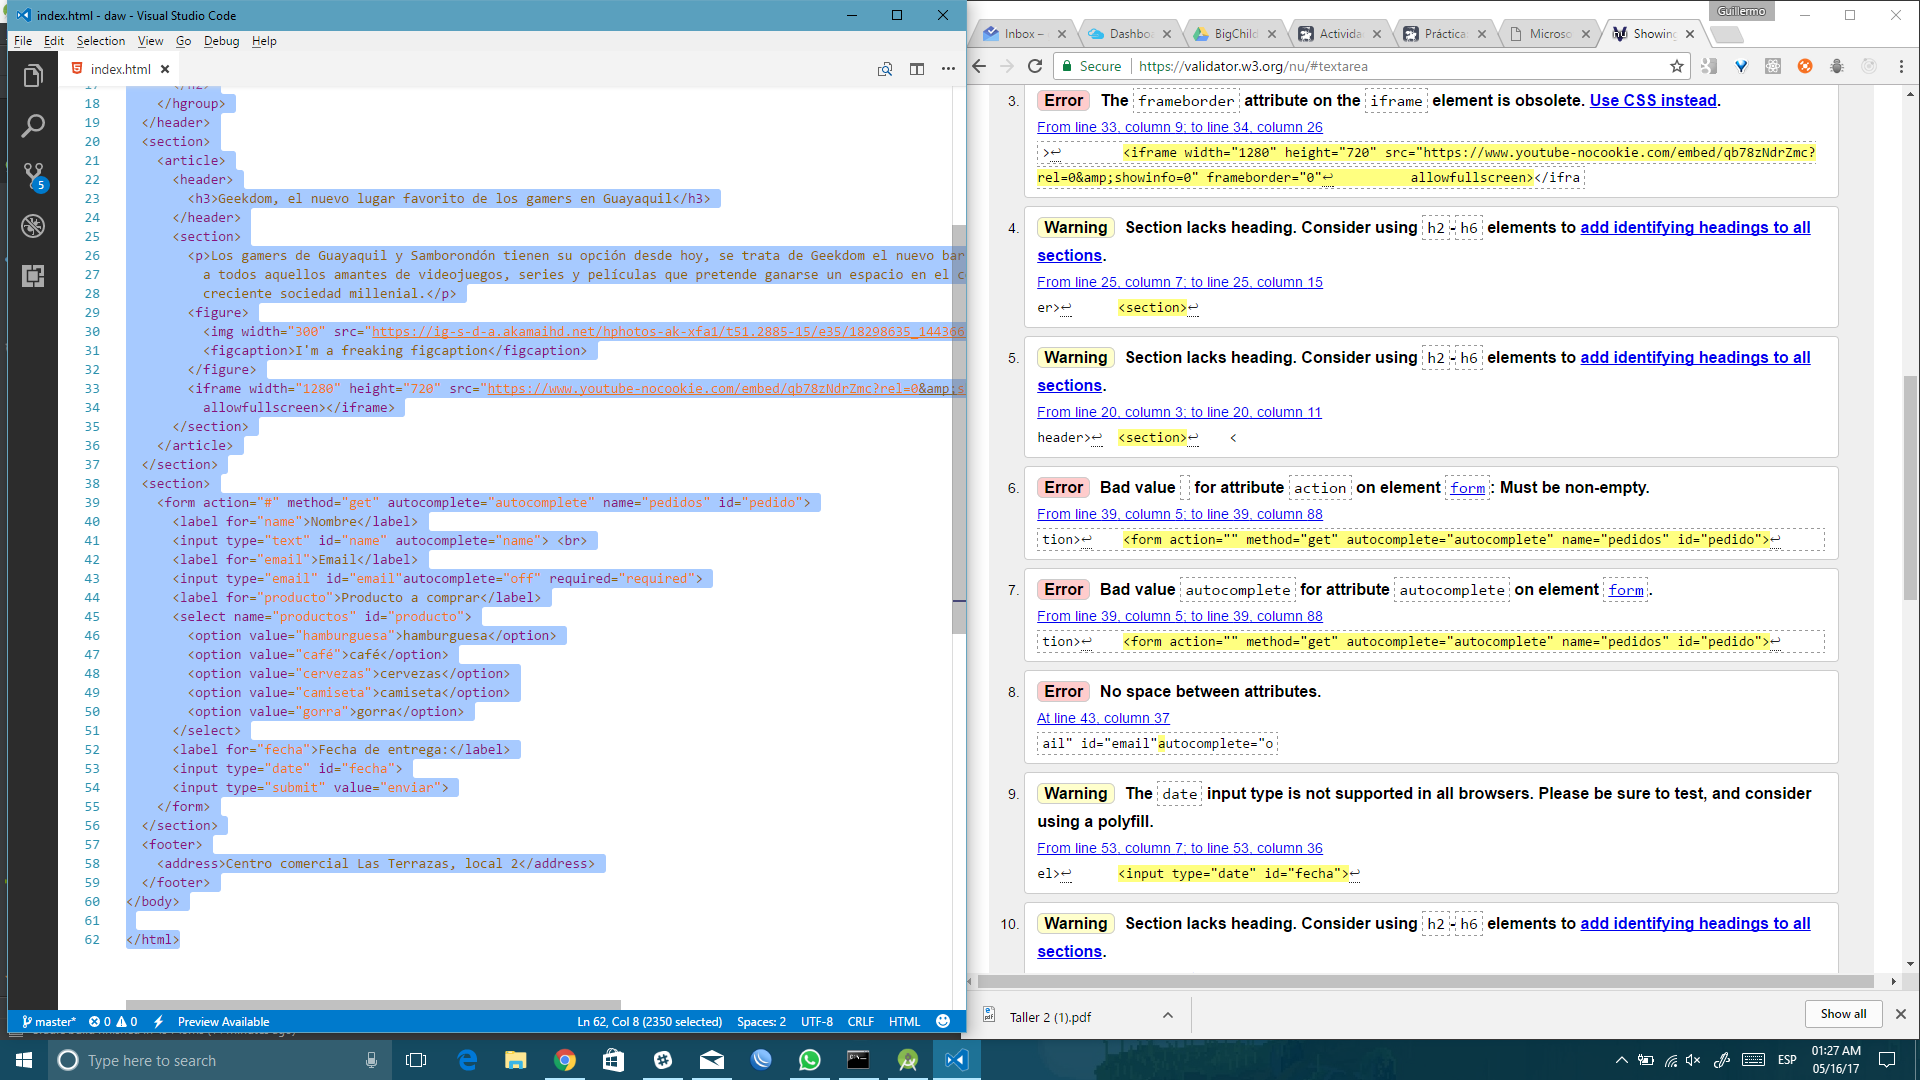 index.html - daw - Visual Studio Code
File Edit Selection View Go Debug Help
index.html
5
18 </hgroup>
19 </header>
20 <section>
21 <article>
22 <header>
23 <h3>Geekdom, el nuevo lugar favorito de los gamers en Guayaquil</h3>
24 </header>
25 <section>
26 <p>Los gamers de Guayaquil y Samborondón tienen su opción desde hoy, se trata de Geekdom el nuevo bar
27 a todos aquellos amantes de videojuegos, series y películas que pretende ganarse un espacio en el c
28 creciente sociedad millenial.</p>
29 <figure>
30 <img width="300" src="https://ig-s-d-a.akamaihd.net/hphotos-ak-xfa1/t51.2885-15/e35/18298635_144366
31 <figcaption>I'm a freaking figcaption</figcaption>
32 </figure>
33 <iframe width="1280" height="720" src="https://www.youtube-nocookie.com/embed/qb78zNdrZmc?rel=0&amp;s
34 allowfullscreen></iframe>
35 </section>
36 </article>
37 </section>
38 <section>
39 <form action="#" method="get" autocomplete="autocomplete" name="pedidos" id="pedido">
40 <label for="name">Nombre</label>
41 <input type="text" id="name" autocomplete="name"> <br>
42 <label for="email">Email</label>
43 <input type="email" id="email"autocomplete="off" required="required">
44 <label for="producto">Producto a comprar</label>
45 <select name="productos" id="producto">
46 <option value="hamburguesa">hamburguesa</option>
47 <option value="café">café</option>
48 <option value="cervezas">cervezas</option>
49 <option value="camiseta">camiseta</option>
50 <option value="gorra">gorra</option>
51 </select>
52 <label for="fecha">Fecha de entrega:</label>
53 <input type="date" id="fecha">
54 <input type="submit" value="enviar">
55 </form>
56 </section>
57 <footer>
58 <address>Centro comercial Las Terrazas, local 2</address>
59 </footer>
60 </body>
61
62 </html>
master* 0 0 Preview Available Ln 62, Col 8 (2350 selected) Spaces: 2 UTF-8 CRLF HTML
Guillermo
Inbox – Dashbo BigChild Activida Práctica Microso Showing
Secure https://validator.w3.org/nu/#textarea
3. Error The frameborder attribute on the iframe element is obsolete. Use CSS instead.
From line 33, column 9; to line 34, column 26
>↩ <iframe width="1280" height="720" src="https://www.youtube-nocookie.com/embed/qb78zNdrZmc?
rel=0&amp;showinfo=0" frameborder="0"↩ allowfullscreen></ifra
4. Warning Section lacks heading. Consider using h2-h6 elements to add identifying headings to all
sections.
From line 25, column 7; to line 25, column 15
er>↩ <section>↩
5. Warning Section lacks heading. Consider using h2-h6 elements to add identifying headings to all
sections.
From line 20, column 3; to line 20, column 11
header>↩ <section>↩ <
6. Error Bad value for attribute action on element form: Must be non-empty.
From line 39, column 5; to line 39, column 88
tion>↩ <form action="" method="get" autocomplete="autocomplete" name="pedidos" id="pedido">↩
7. Error Bad value autocomplete for attribute autocomplete on element form.
From line 39, column 5; to line 39, column 88
tion>↩ <form action="" method="get" autocomplete="autocomplete" name="pedidos" id="pedido">↩
8. Error No space between attributes.
At line 43, column 37
ail" id="email"autocomplete="o
9. Warning The date input type is not supported in all browsers. Please be sure to test, and consider
using a polyfill.
From line 53, column 7; to line 53, column 36
el>↩ <input type="date" id="fecha">↩
10. Warning Section lacks heading. Consider using h2-h6 elements to add identifying headings to all
sections.
Taller 2 (1).pdf
Show all
Type here to search
ESP
01:27 AM
05/16/17